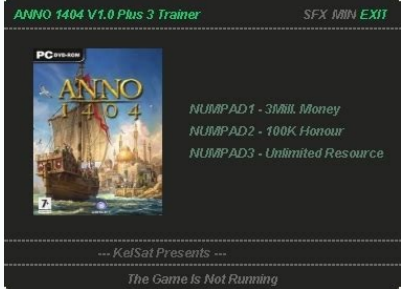 ANNO 1404 V1.0 Plus 3 Trainer
SFX MIN EXIT
PC DVD-ROM
ANNO
1404
NUMPAD1 - 3Mill. Money
NUMPAD2 - 100K Honour
NUMPAD3 - Unlimited Resource
7+
--- KelSat Presents ---
The Game Is Not Running